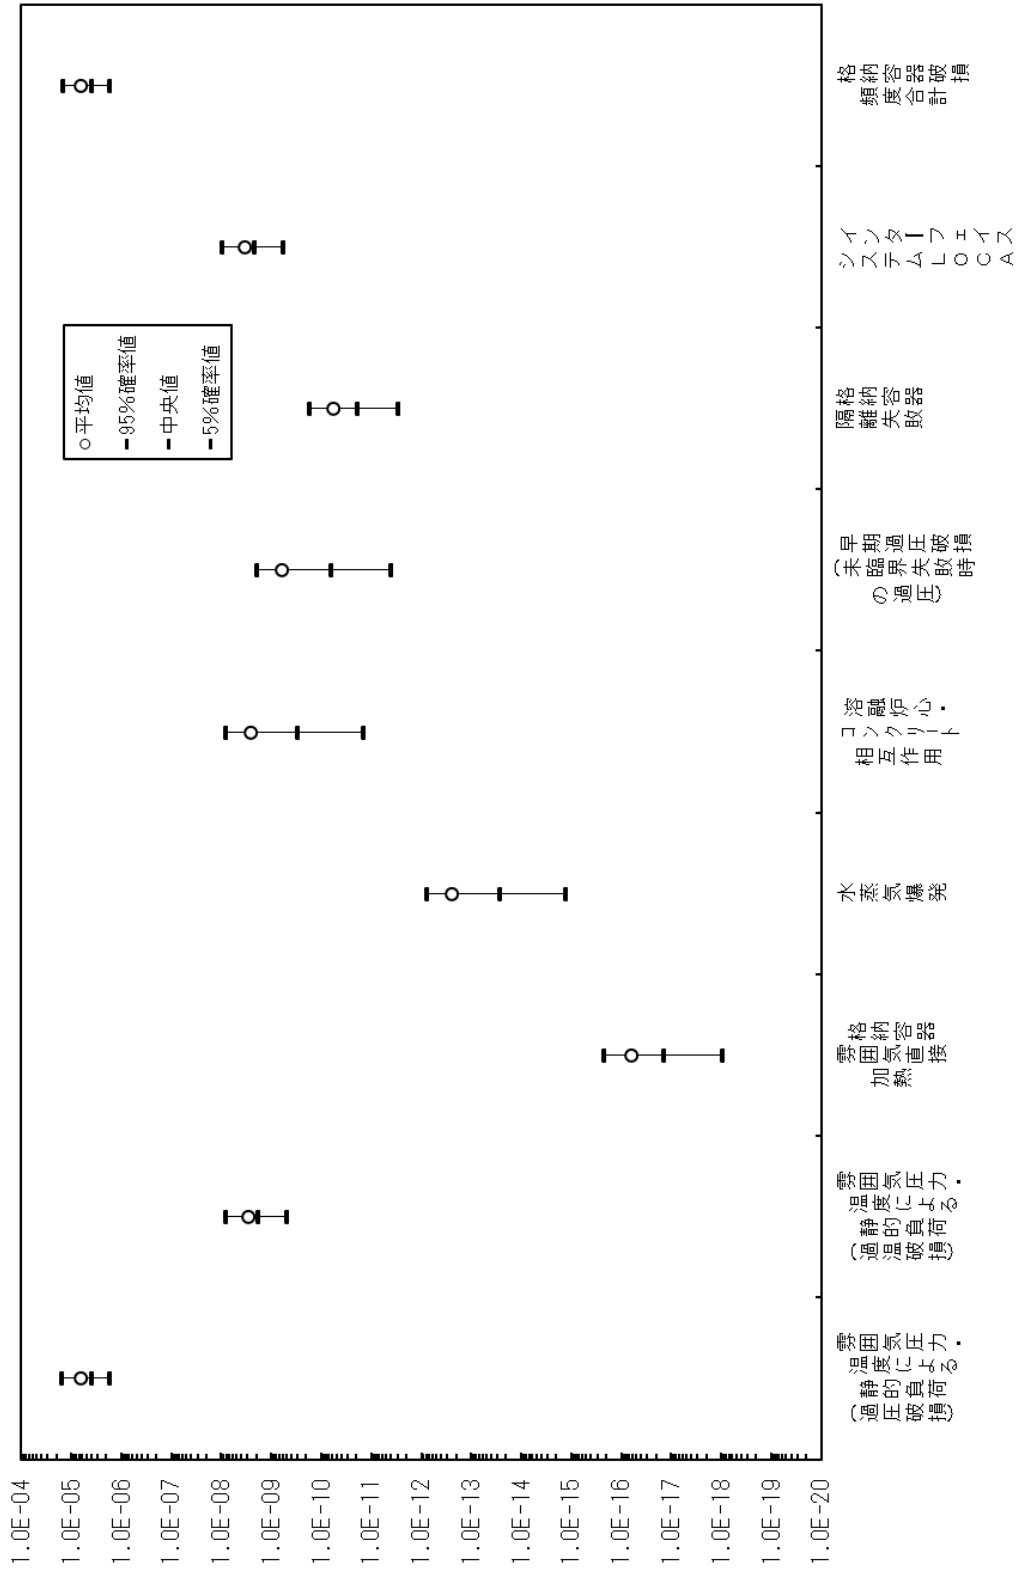 1.0E-04
1.0E-05
1.0E-06
1.0E-07
1.0E-08
1.0E-09
1.0E-10
1.0E-11
1.0E-12
1.0E-13
1.0E-14
1.0E-15
1.0E-16
1.0E-17
1.0E-18
1.0E-19
1.0E-20
○平均値
-95%確率値
-中央値
-5%確率値
雰囲気圧力・
温度による
静的負荷
(過圧破損)
雰囲気圧力・
温度による
静的負荷
(過温破損)
格納容器
雰囲気直接
加熱
水蒸気爆発
溶融炉心・
コンクリート
相互作用
早期過圧破損
(未臨界失敗時
の過圧)
格納容器
隔離失敗
インターフェイス
システムLOCA
格納容器破損
頻度合計